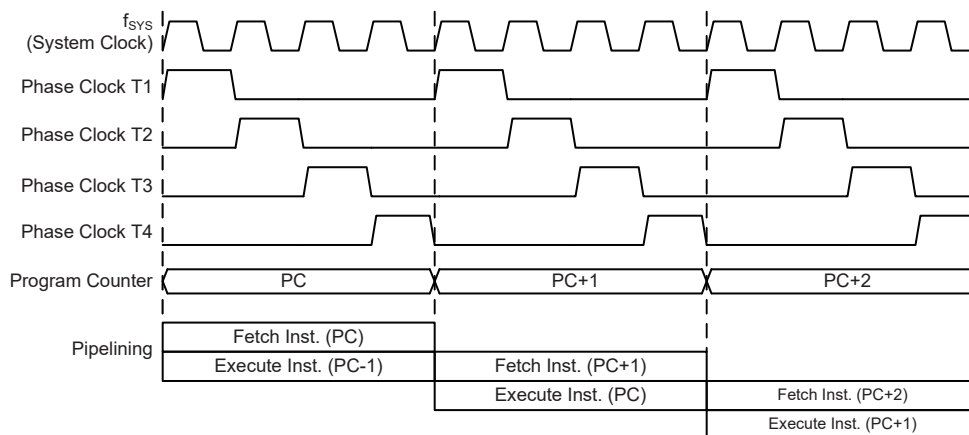 fSYS
(System Clock)
Phase Clock T1
Phase Clock T2
Phase Clock T3
Phase Clock T4
Program Counter
PC
PC+1
PC+2
Pipelining
Fetch Inst. (PC)
Execute Inst. (PC-1)
Fetch Inst. (PC+1)
Execute Inst. (PC)
Fetch Inst. (PC+2)
Execute Inst. (PC+1)